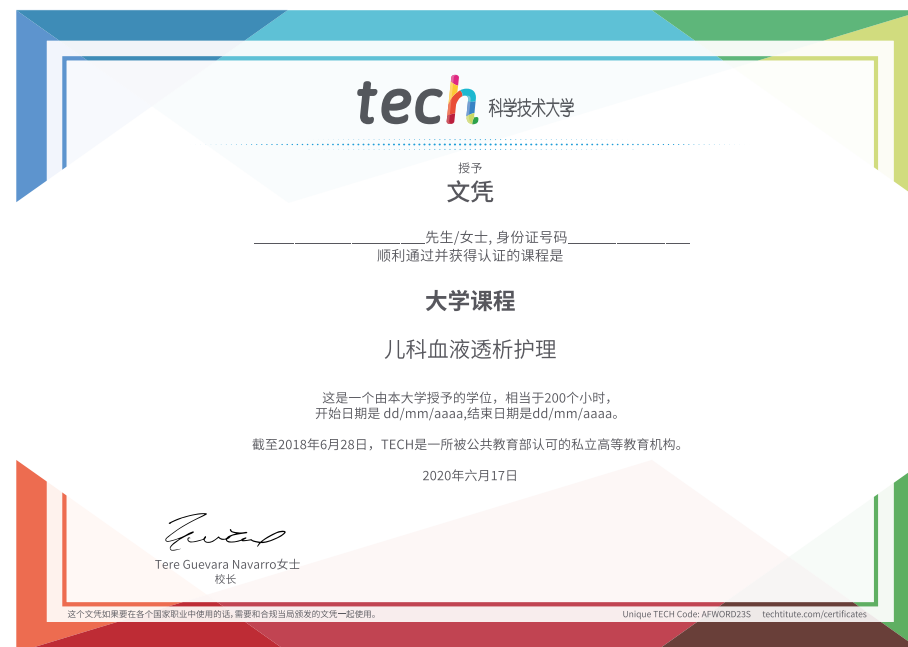 tech 科学技术大学
授予
文凭
________________________先生/女士, 身份证号码_________________
顺利通过并获得认证的课程是
大学课程
儿科血液透析护理
这是一个由本大学授予的学位，相当于200个小时，
开始日期是 dd/mm/aaaa,结束日期是dd/mm/aaaa。
截至2018年6月28日，TECH是一所被公共教育部认可的私立高等教育机构。
2020年六月17日
Tere Guevara Navarro女士
校长
这个文凭如果要在各个国家职业中使用的话,需要和合规当局颁发的文凭一起使用。
Unique TECH Code: AFWORD23S techtitute.com/certificates